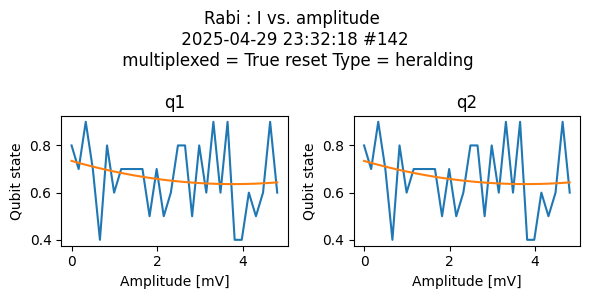 Rabi : I vs. amplitude
2025-04-29 23:32:18 #142
multiplexed = True reset Type = heralding
q1
q2
Qubit state
0.8
0.6
0.4
0
2
4
Amplitude [mV]
Qubit state
0.8
0.6
0.4
0
2
4
Amplitude [mV]